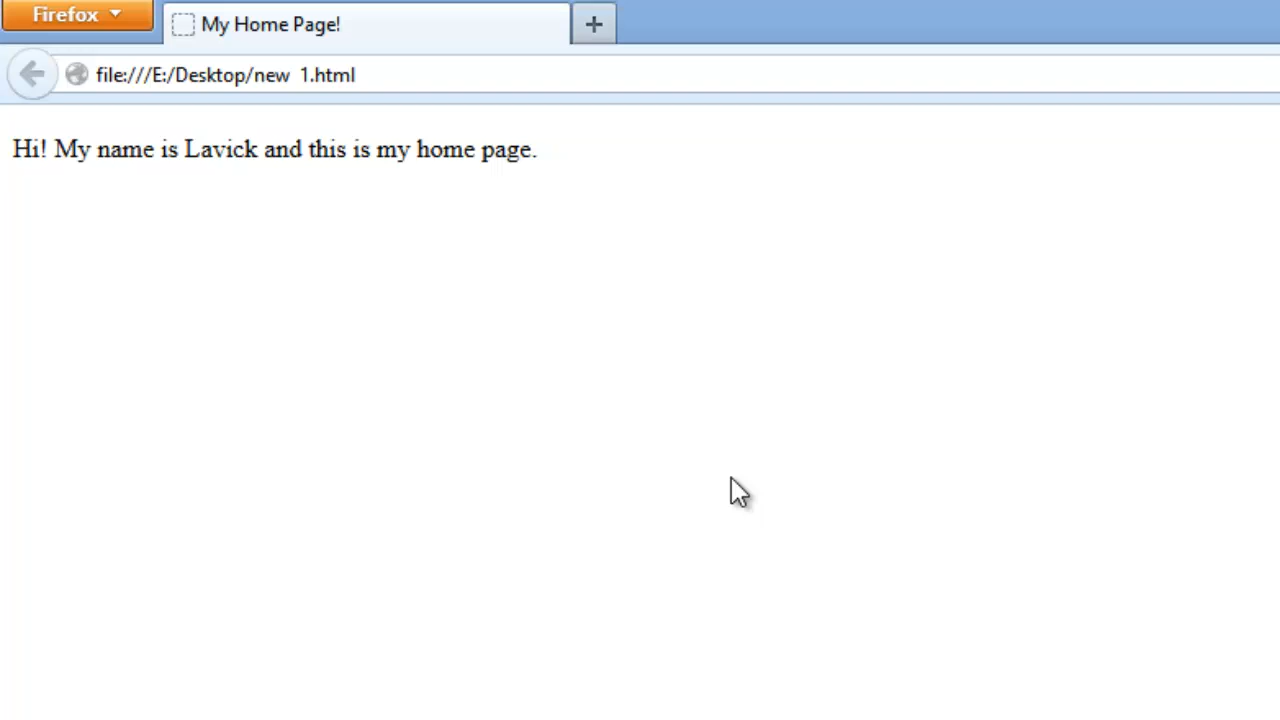 Firefox
My Home Page!
file:///E:/Desktop/new  1.html
Hi! My name is Lavick and this is my home page.